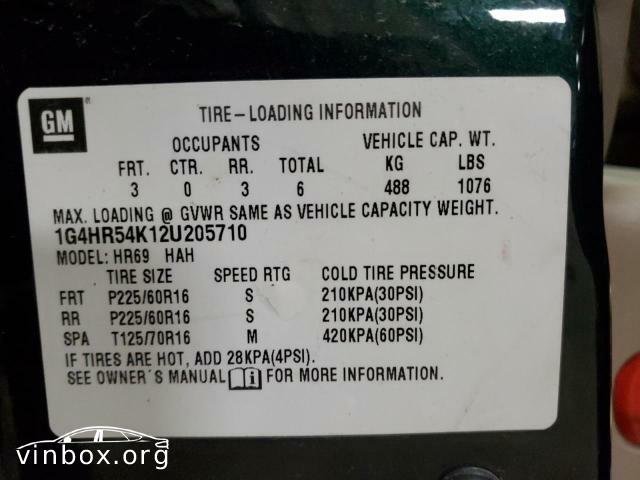 GM
TIRE-LOADING INFORMATION
OCCUPANTS VEHICLE CAP. WT.
FRT. CTR. RR. TOTAL KG LBS
3 0 3 6 488 1076
MAX. LOADING @ GVWR SAME AS VEHICLE CAPACITY WEIGHT.
1G4HR54K12U205710
MODEL: HR69 HAH
TIRE SIZE SPEED RTG COLD TIRE PRESSURE
FRT P225/60R16 S 210KPA(30PSI)
RR P225/60R16 S 210KPA(30PSI)
SPA T125/70R16 M 420KPA(60PSI)
IF TIRES ARE HOT, ADD 28KPA(4PSI).
SEE OWNER'S MANUAL i FOR MORE INFORMATION.
vinbox.org